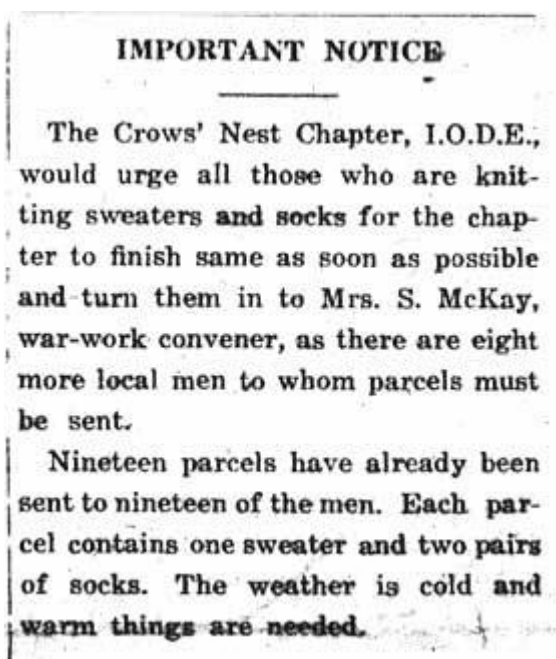 IMPORTANT NOTICE
The Crows' Nest Chapter, I.O.D.E.,
would urge all those who are knit-
ting sweaters and socks for the chap-
ter to finish same as soon as possible
and turn them in to Mrs. S. McKay,
war-work convener, as there are eight
more local men to whom parcels must
be sent.
Nineteen parcels have already been
sent to nineteen of the men. Each par-
cel contains one sweater and two pairs
of socks. The weather is cold and
warm things are needed.